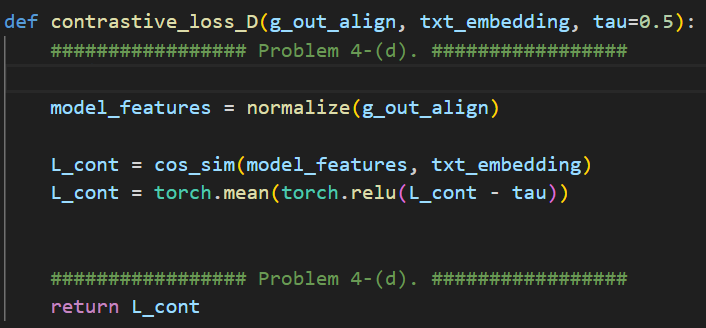 def contrastive_loss_D(g_out_align, txt_embedding, tau=0.5):
################# Problem 4-(d). #################
model_features = normalize(g_out_align)
L_cont = cos_sim(model_features, txt_embedding)
L_cont = torch.mean(torch.relu(L_cont - tau))
################# Problem 4-(d). #################
return L_cont